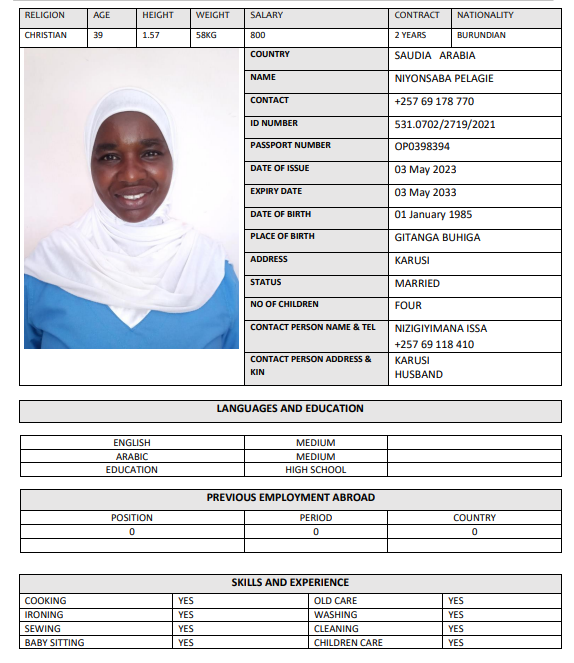 RELIGION AGE HEIGHT WEIGHT SALARY CONTRACT NATIONALITY
CHRISTIAN 39 1.57 58KG 800 2 YEARS BURUNDIAN
COUNTRY SAUDIA ARABIA
NAME NIYONSABA PELAGIE
CONTACT +257 69 178 770
ID NUMBER 531.0702/2719/2021
PASSPORT NUMBER OP0398394
DATE OF ISSUE 03 May 2023
EXPIRY DATE 03 May 2033
DATE OF BIRTH 01 January 1985
PLACE OF BIRTH GITANGA BUHIGA
ADDRESS KARUSI
STATUS MARRIED
NO OF CHILDREN FOUR
CONTACT PERSON NAME & TEL NIZIGIYIMANA ISSA
+257 69 118 410
CONTACT PERSON ADDRESS & KARUSI
KIN HUSBAND
LANGUAGES AND EDUCATION
ENGLISH MEDIUM
ARABIC MEDIUM
EDUCATION HIGH SCHOOL
PREVIOUS EMPLOYMENT ABROAD
POSITION PERIOD COUNTRY
0 0 0
SKILLS AND EXPERIENCE
COOKING YES OLD CARE YES
IRONING YES WASHING YES
SEWING YES CLEANING YES
BABY SITTING YES CHILDREN CARE YES